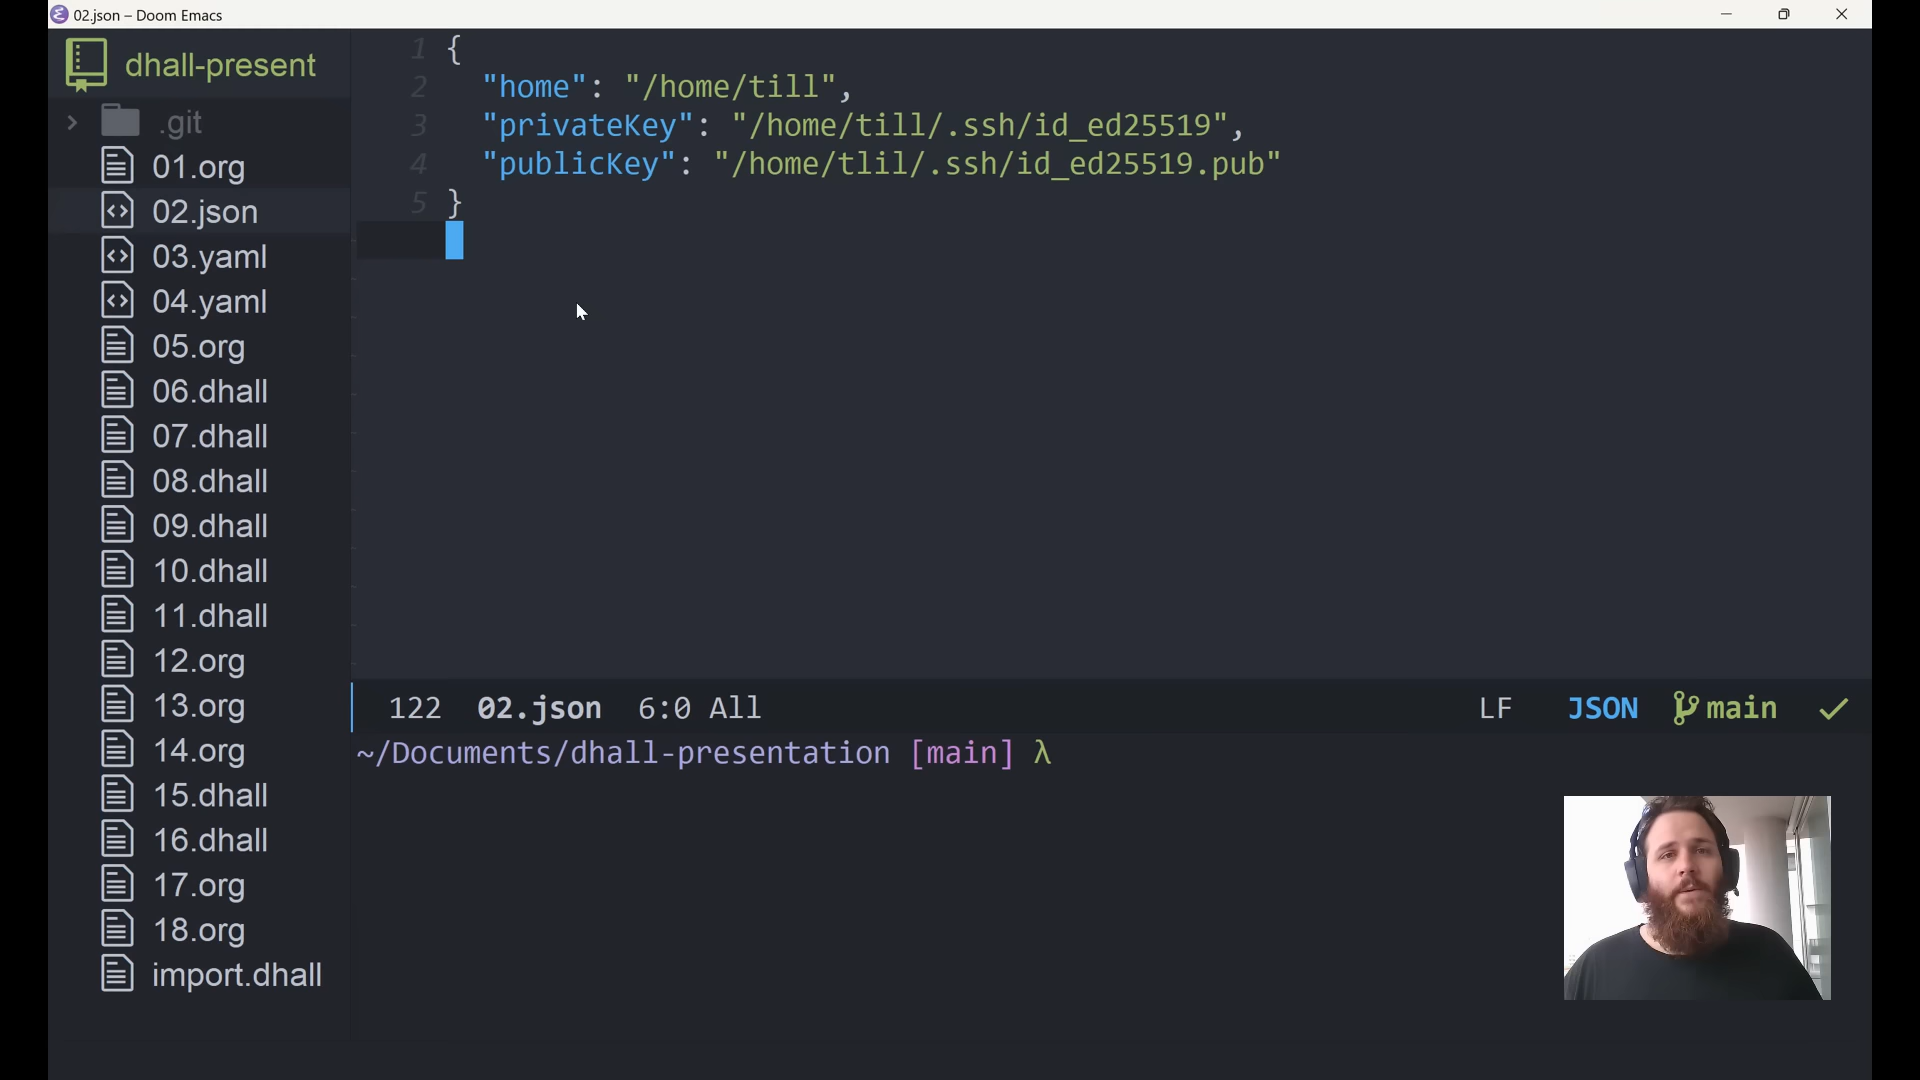 02.json – Doom Emacs
dhall-present
.git
01.org
02.json
03.yaml
04.yaml
05.org
06.dhall
07.dhall
08.dhall
09.dhall
10.dhall
11.dhall
12.org
13.org
14.org
15.dhall
16.dhall
17.org
18.org
import.dhall
1 {
2 "home": "/home/till",
3 "privateKey": "/home/till/.ssh/id_ed25519",
4 "publicKey": "/home/tlil/.ssh/id_ed25519.pub"
5 }
122 02.json 6:0 All LF JSON main
~/Documents/dhall-presentation [main] λ